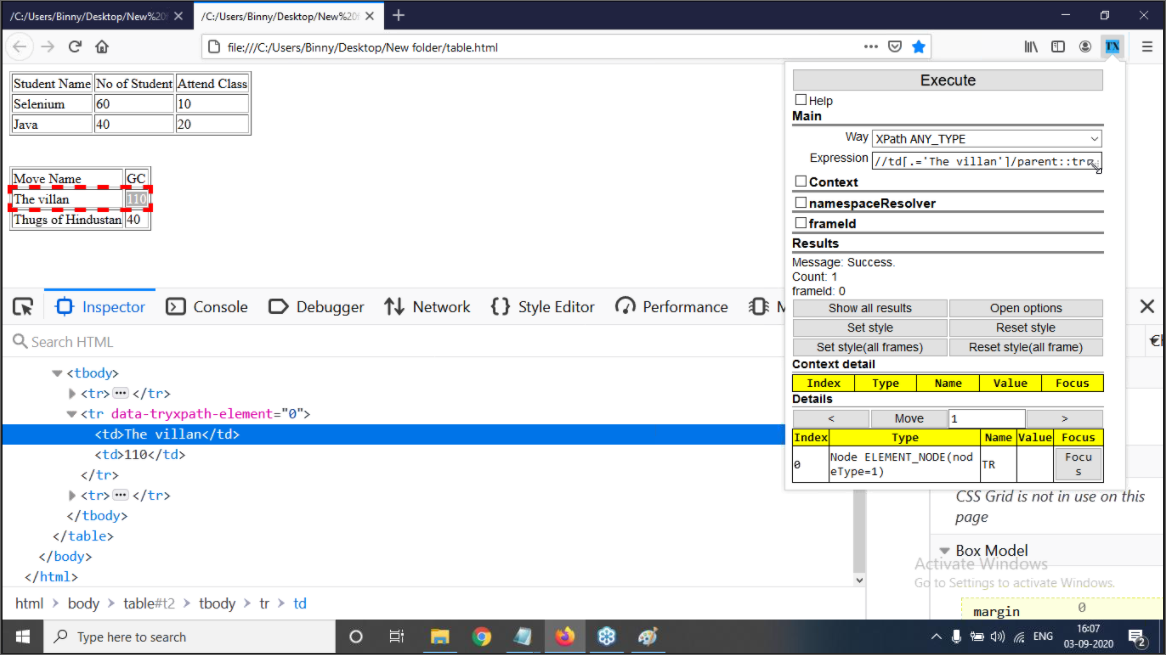 /C:/Users/Binny/Desktop/New%20f
/C:/Users/Binny/Desktop/New%20f
file:///C:/Users/Binny/Desktop/New folder/table.html
TX
Student Name No of Student Attend Class
Selenium 60 10
Java 40 20
Move Name GC
The villan 110
Thugs of Hindustan 40
Execute
Help
Main
Way XPath ANY_TYPE
Expression //td[.='The villan']/parent::tr
Context
namespaceResolver
frameId
Results
Message: Success.
Count: 1
frameId: 0
Show all results Open options
Set style Reset style
Set style(all frames) Reset style(all frame)
Context detail
Index Type Name Value Focus
Details
< Move 1 >
Index Type Name Value Focus
0 Node ELEMENT_NODE(nod
eType=1) TR Focu
s
Inspector Console Debugger Network {} Style Editor Performance M
Search HTML
<tbody>
<tr> ••• </tr>
<tr data-tryxpath-element="0">
<td>The villan</td>
<td>110</td>
</tr>
<tr> ••• </tr>
</tbody>
</table>
</body>
</html>
html > body > table#t2 > tbody > tr > td
CSS Grid is not in use on this
page
Box Model
Activate Windows
Go to Settings to activate Windows.
margin 0
Type here to search
ENG
16:07
03-09-2020
2